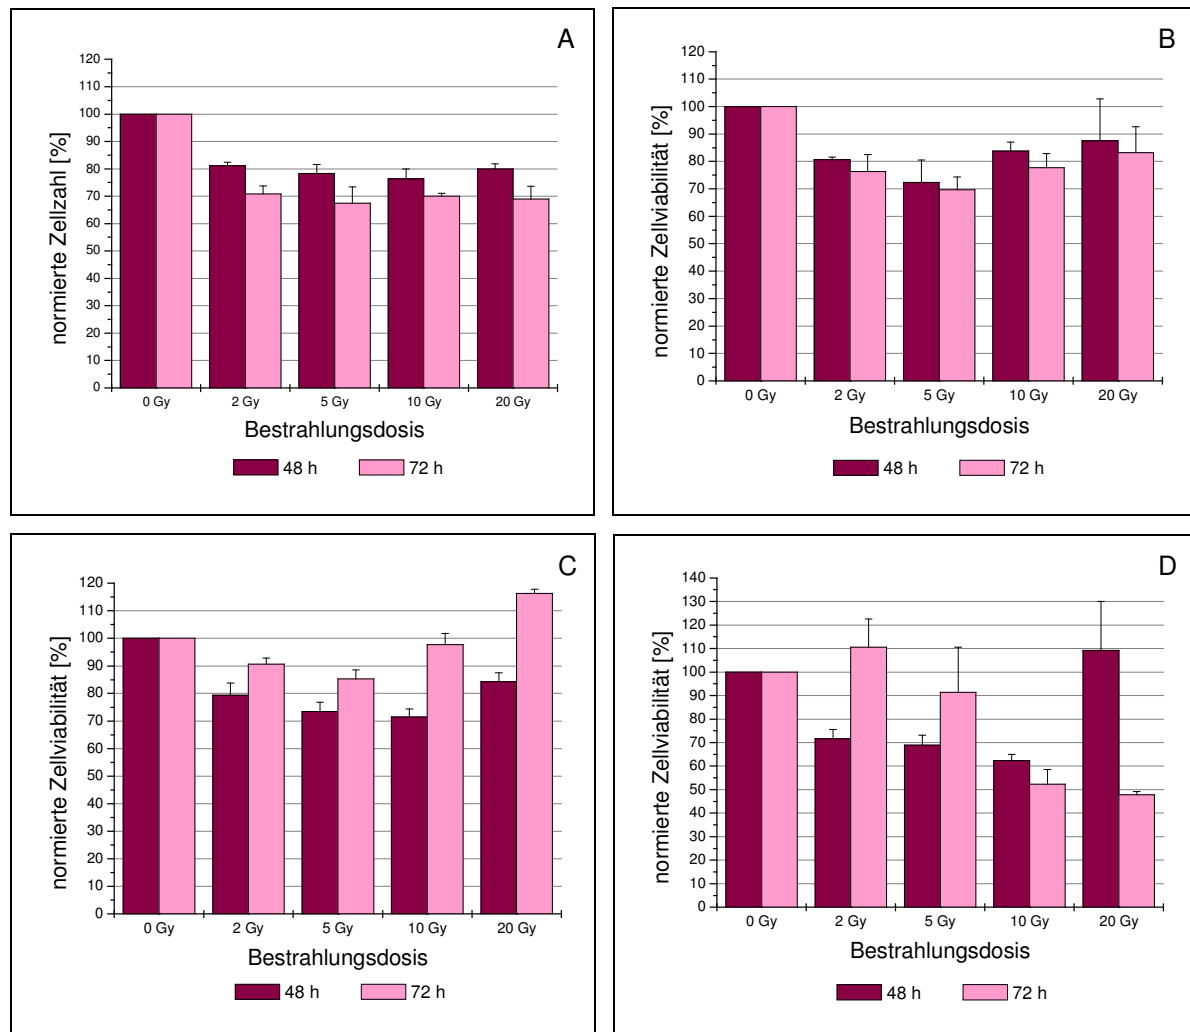 A
normierte Zellzahl [%]
120
110
100
90
80
70
60
50
40
30
20
10
0
0 Gy 2 Gy 5 Gy 10 Gy 20 Gy
Bestrahlungsdosis
48 h 72 h
B
normierte Zellviabilität [%]
120
110
100
90
80
70
60
50
40
30
20
10
0
0 Gy 2 Gy 5 Gy 10 Gy 20 Gy
Bestrahlungsdosis
48 h 72 h
C
normierte Zellviabilität [%]
120
110
100
90
80
70
60
50
40
30
20
10
0
0 Gy 2 Gy 5 Gy 10 Gy 20 Gy
Bestrahlungsdosis
48 h 72 h
D
normierte Zellviabilität [%]
140
130
120
110
100
90
80
70
60
50
40
30
20
10
0
0 Gy 2 Gy 5 Gy 10 Gy 20 Gy
Bestrahlungsdosis
48 h 72 h